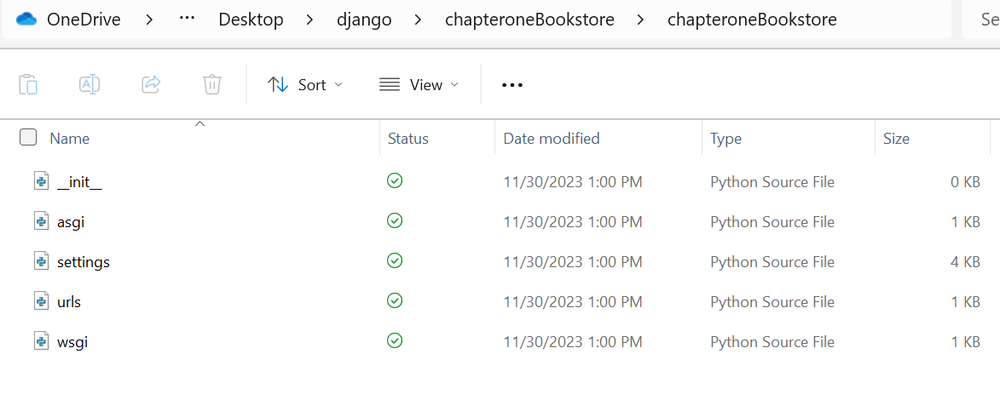 OneDrive > ··· Desktop > django > chapteroneBookstore > chapteroneBookstore Se
Sort View ···
Name Status Date modified Type Size
__init__ 11/30/2023 1:00 PM Python Source File 0 KB
asgi 11/30/2023 1:00 PM Python Source File 1 KB
settings 11/30/2023 1:00 PM Python Source File 4 KB
urls 11/30/2023 1:00 PM Python Source File 1 KB
wsgi 11/30/2023 1:00 PM Python Source File 1 KB